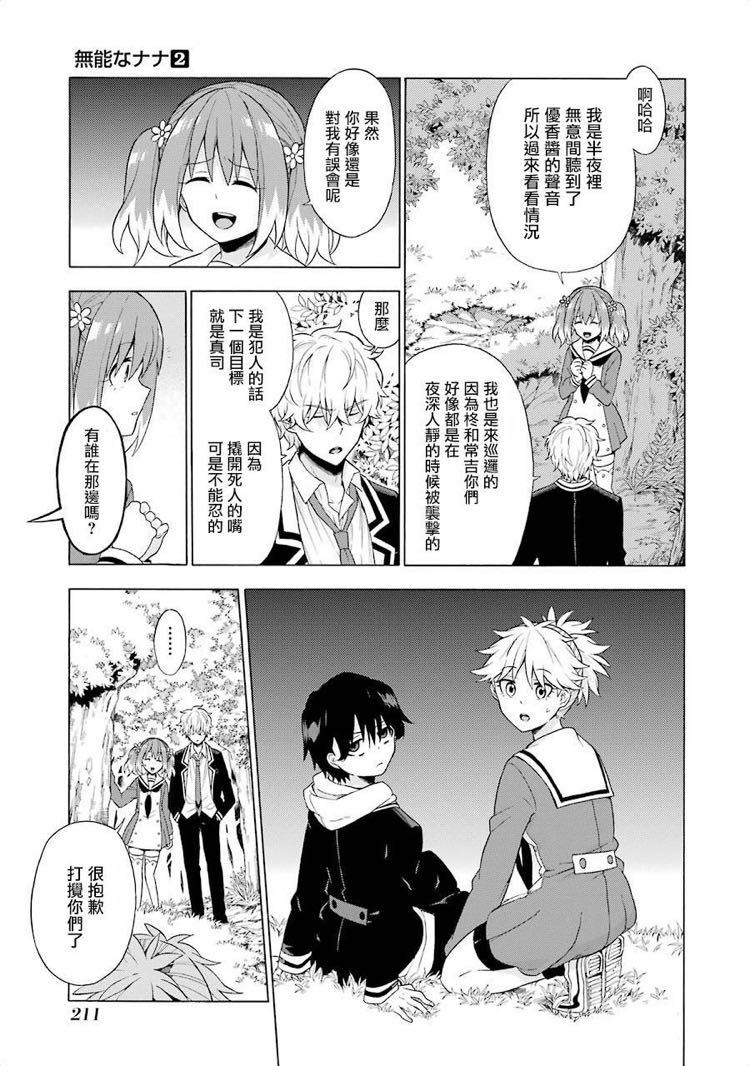 無能なナナ2
啊哈哈
我是半夜裡
無意間聽到了
優香醬的聲音
所以過來看看情況
果然
你好像還是
對我有誤會呢
我也是來巡邏的
因為柊和常吉你們
好像都是在
夜深人靜的時候被襲擊的
那麼
我是犯人的話
下一個目標
就是真司
因為
撬開死人的嘴
可是不能忍的
有誰在那邊嗎？
……
很抱歉
打攪你們了
211